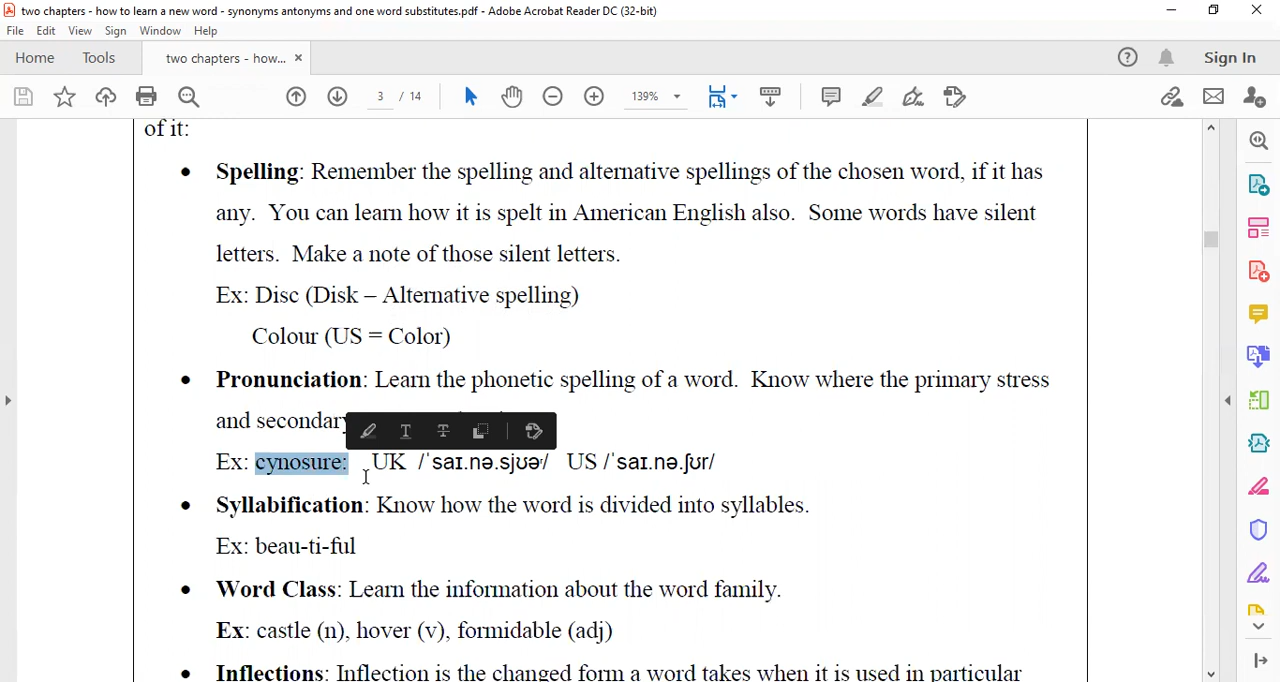 two chapters - how to learn a new word - synonyms antonyms and one word substitutes.pdf - Adobe Acrobat Reader DC (32-bit)
File Edit View Sign Window Help
Home Tools two chapters - how... × Sign In
3 / 14 139%
of it:
• Spelling: Remember the spelling and alternative spellings of the chosen word, if it has
any. You can learn how it is spelt in American English also. Some words have silent
letters. Make a note of those silent letters.
Ex: Disc (Disk – Alternative spelling)
Colour (US = Color)
• Pronunciation: Learn the phonetic spelling of a word. Know where the primary stress
and secondary
Ex: cynosure: UK /ˈsaɪ.nə.sjʊəʳ/ US /ˈsaɪ.nə.ʃʊr/
• Syllabification: Know how the word is divided into syllables.
Ex: beau-ti-ful
• Word Class: Learn the information about the word family.
Ex: castle (n), hover (v), formidable (adj)
• Inflections: Inflection is the changed form a word takes when it is used in particular